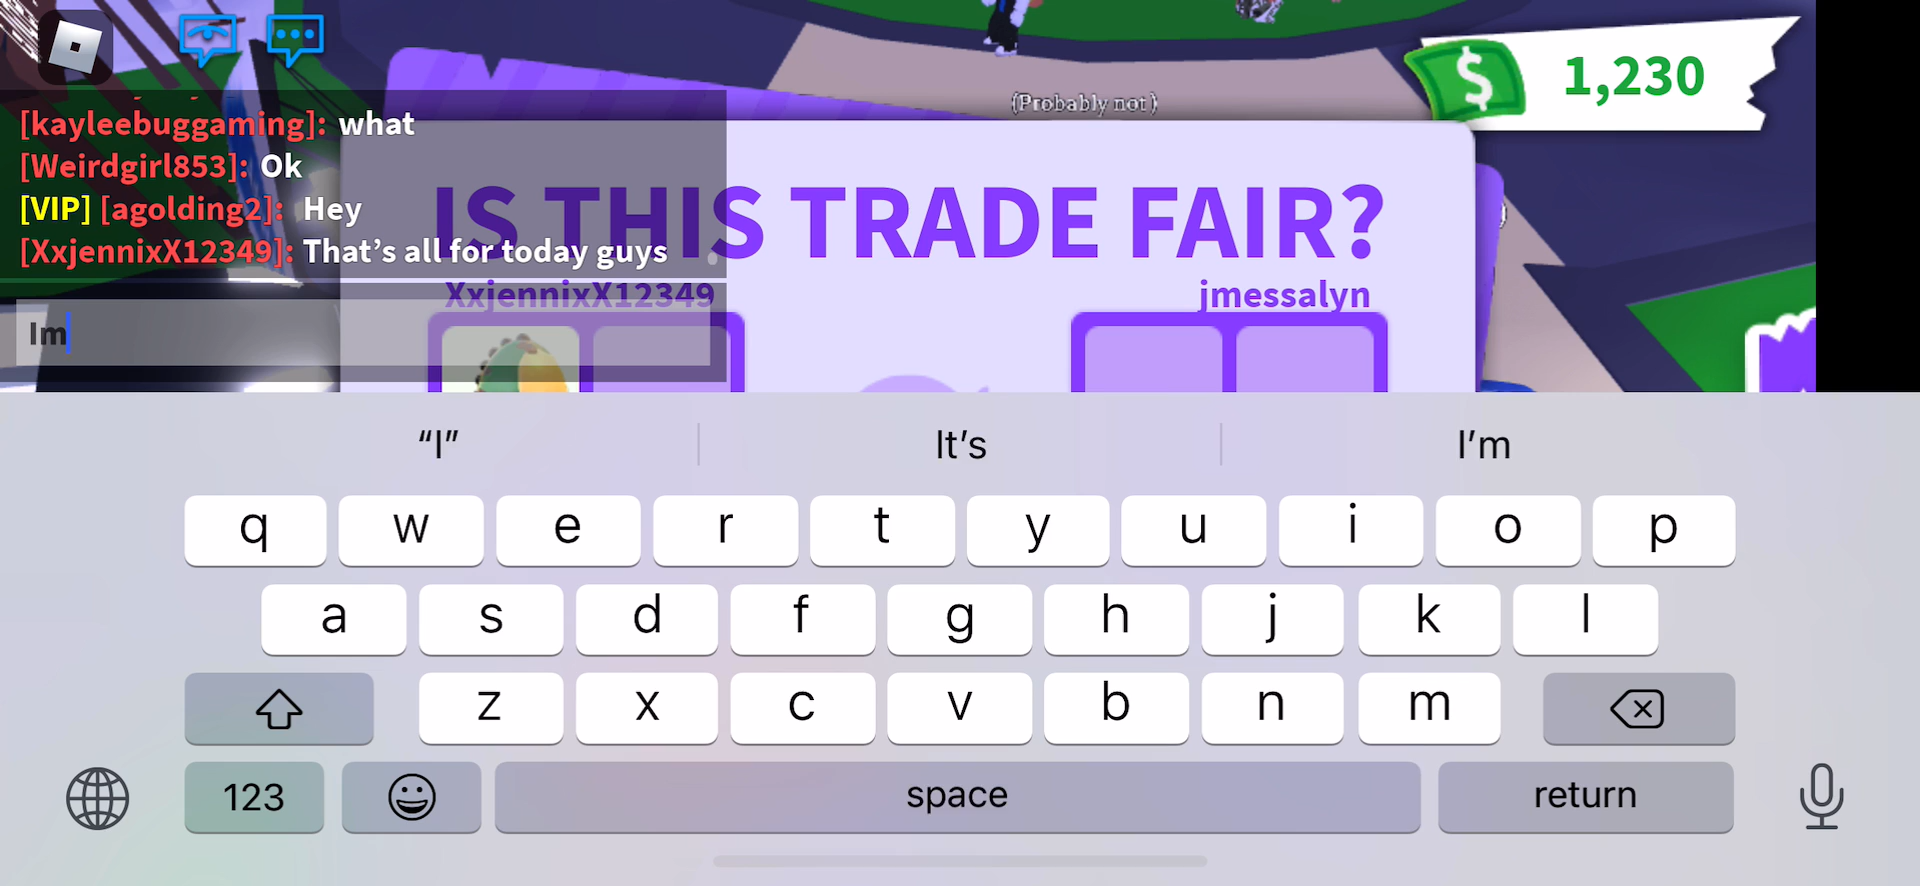 1,230
(Probably not)
[kayleebuggaming]: what
[Weirdgirl853]: Ok
[VIP] [agolding2]: Hey
[XxjennixX12349]: That’s all for today guys
IS THIS TRADE FAIR?
XxjennixX12349 jmessalyn
Im
“I” It’s I’m
q w e r t y u i o p
a s d f g h j k l
z x c v b n m
123 space return